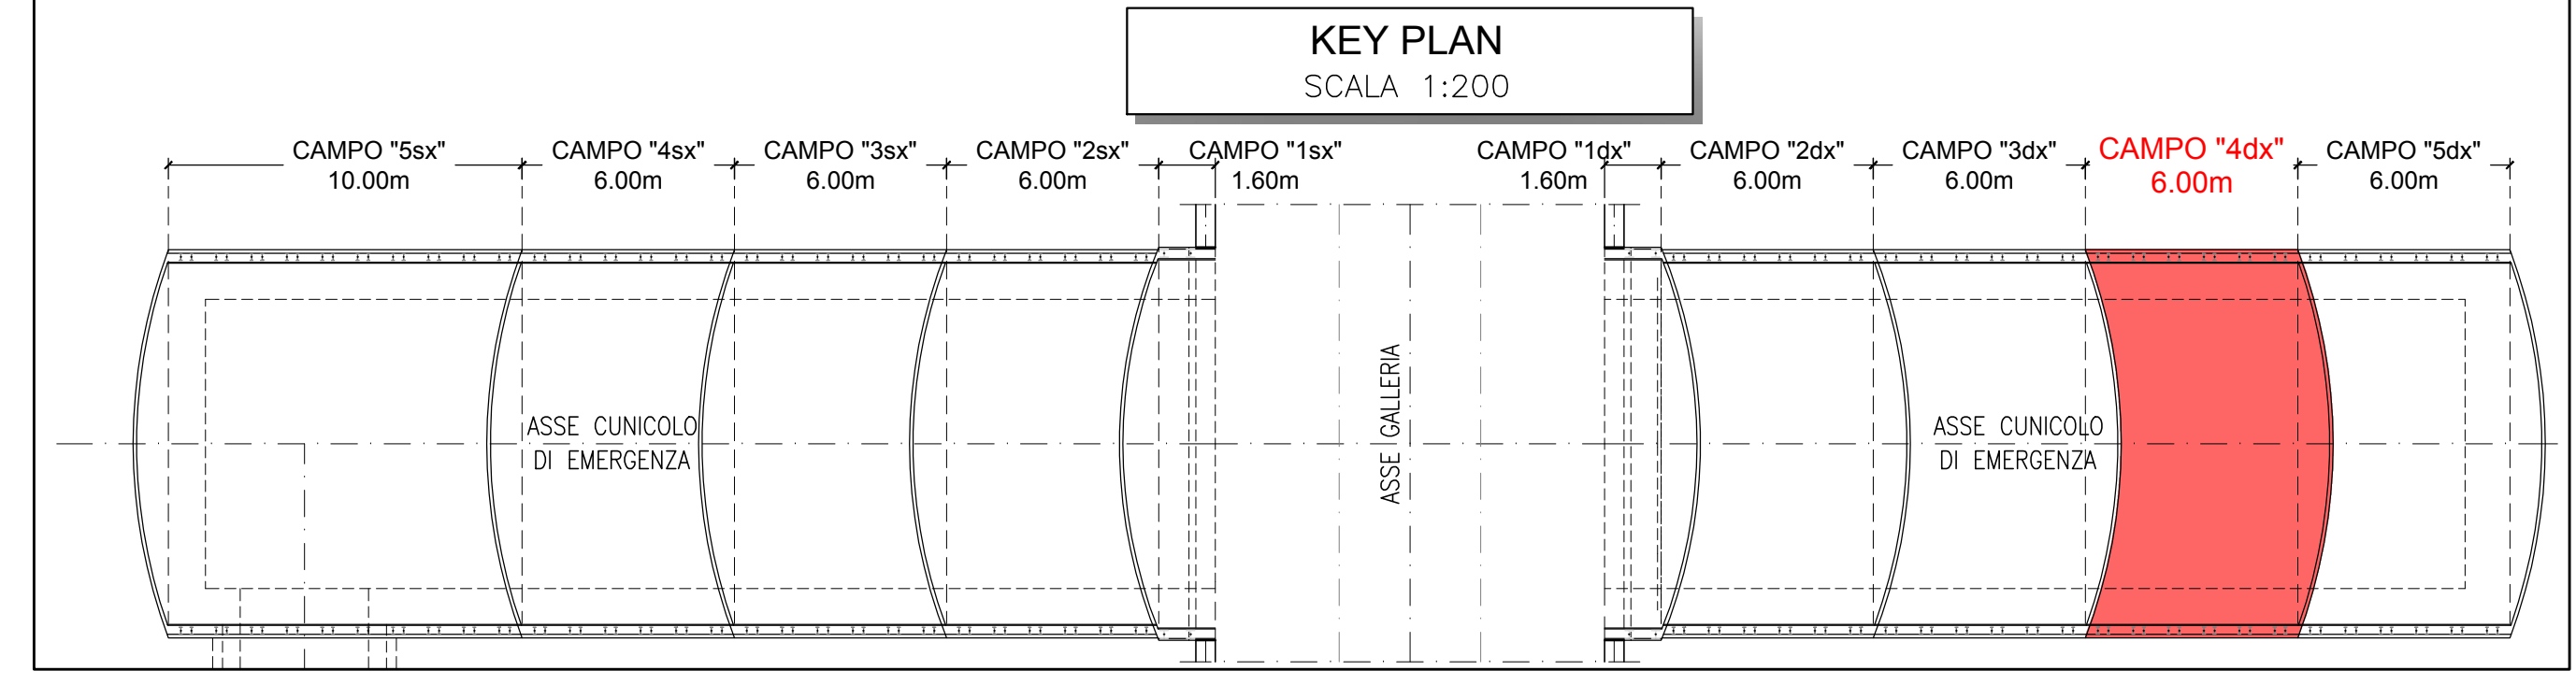 KEY PLAN
SCALA 1:200
CAMPO "5sx"
10.00m
CAMPO "4sx"
6.00m
CAMPO "3sx"
6.00m
CAMPO "2sx"
6.00m
CAMPO "1sx"
1.60m
CAMPO "1dx"
1.60m
CAMPO "2dx"
6.00m
CAMPO "3dx"
6.00m
CAMPO "4dx"
6.00m
CAMPO "5dx"
6.00m
ASSE CUNICOLO
DI EMERGENZA
ASSE GALLERIA
ASSE CUNICOLO
DI EMERGENZA